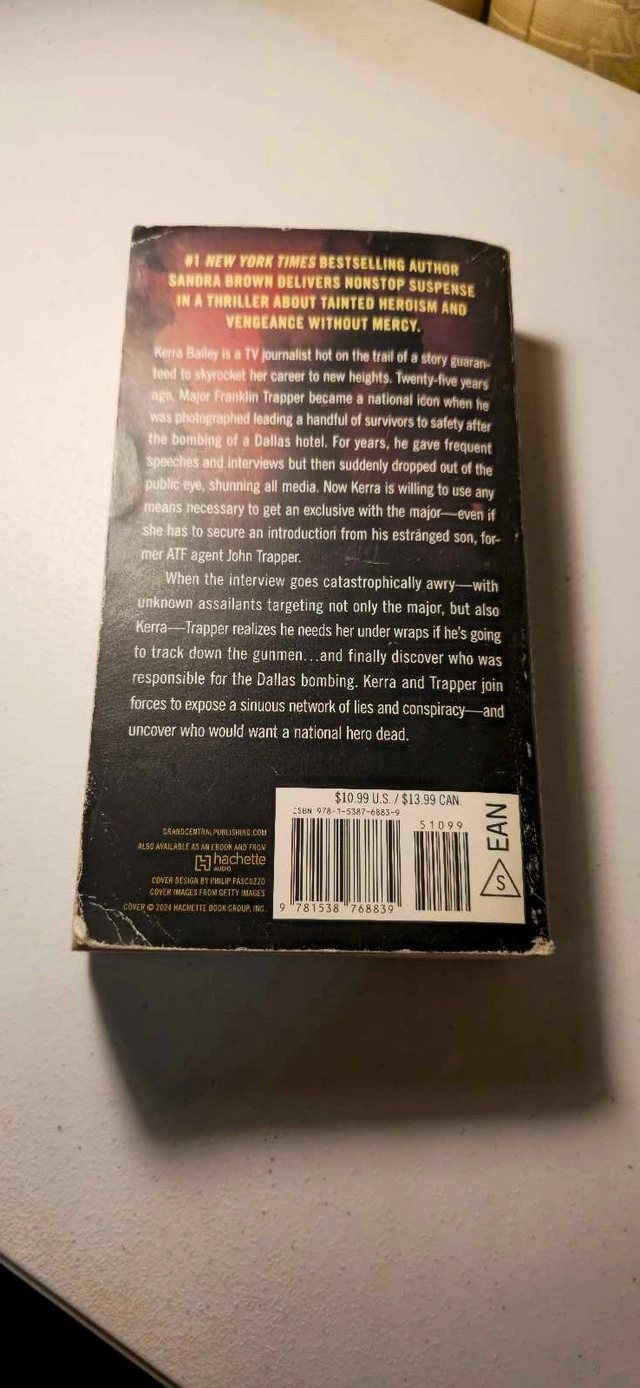 #1 NEW YORK TIMES BESTSELLING AUTHOR
SANDRA BROWN DELIVERS NONSTOP SUSPENSE
IN A THRILLER ABOUT TAINTED HEROISM AND
VENGEANCE WITHOUT MERCY.
Kerra Bailey is a TV journalist hot on the trail of a story guaran-
teed to skyrocket her career to new heights. Twenty-five years
ago, Major Franklin Trapper became a national icon when he
was photographed leading a handful of survivors to safety after
the bombing of a Dallas hotel. For years, he gave frequent
speeches and interviews but then suddenly dropped out of the
public eye, shunning all media. Now Kerra is willing to use any
means necessary to get an exclusive with the major—even if
she has to secure an introduction from his estranged son, for-
mer ATF agent John Trapper.
When the interview goes catastrophically awry—with
unknown assailants targeting not only the major, but also
Kerra—Trapper realizes he needs her under wraps if he's going
to track down the gunmen...and finally discover who was
responsible for the Dallas bombing. Kerra and Trapper join
forces to expose a sinuous network of lies and conspiracy—and
uncover who would want a national hero dead.
GRANDCENTRALPUBLISHING.COM
ALSO AVAILABLE AS AN EBOOK AND FROM
hachette
AUDIO
COVER DESIGN BY PHILIP PASCUZZO
COVER IMAGES FROM GETTY IMAGES
COVER © 2024 HACHETTE BOOK GROUP, INC.
$10.99 U.S. / $13.99 CAN.
ISBN 978-1-5387-6883-9
51099
9 781538 768839
EAN
S